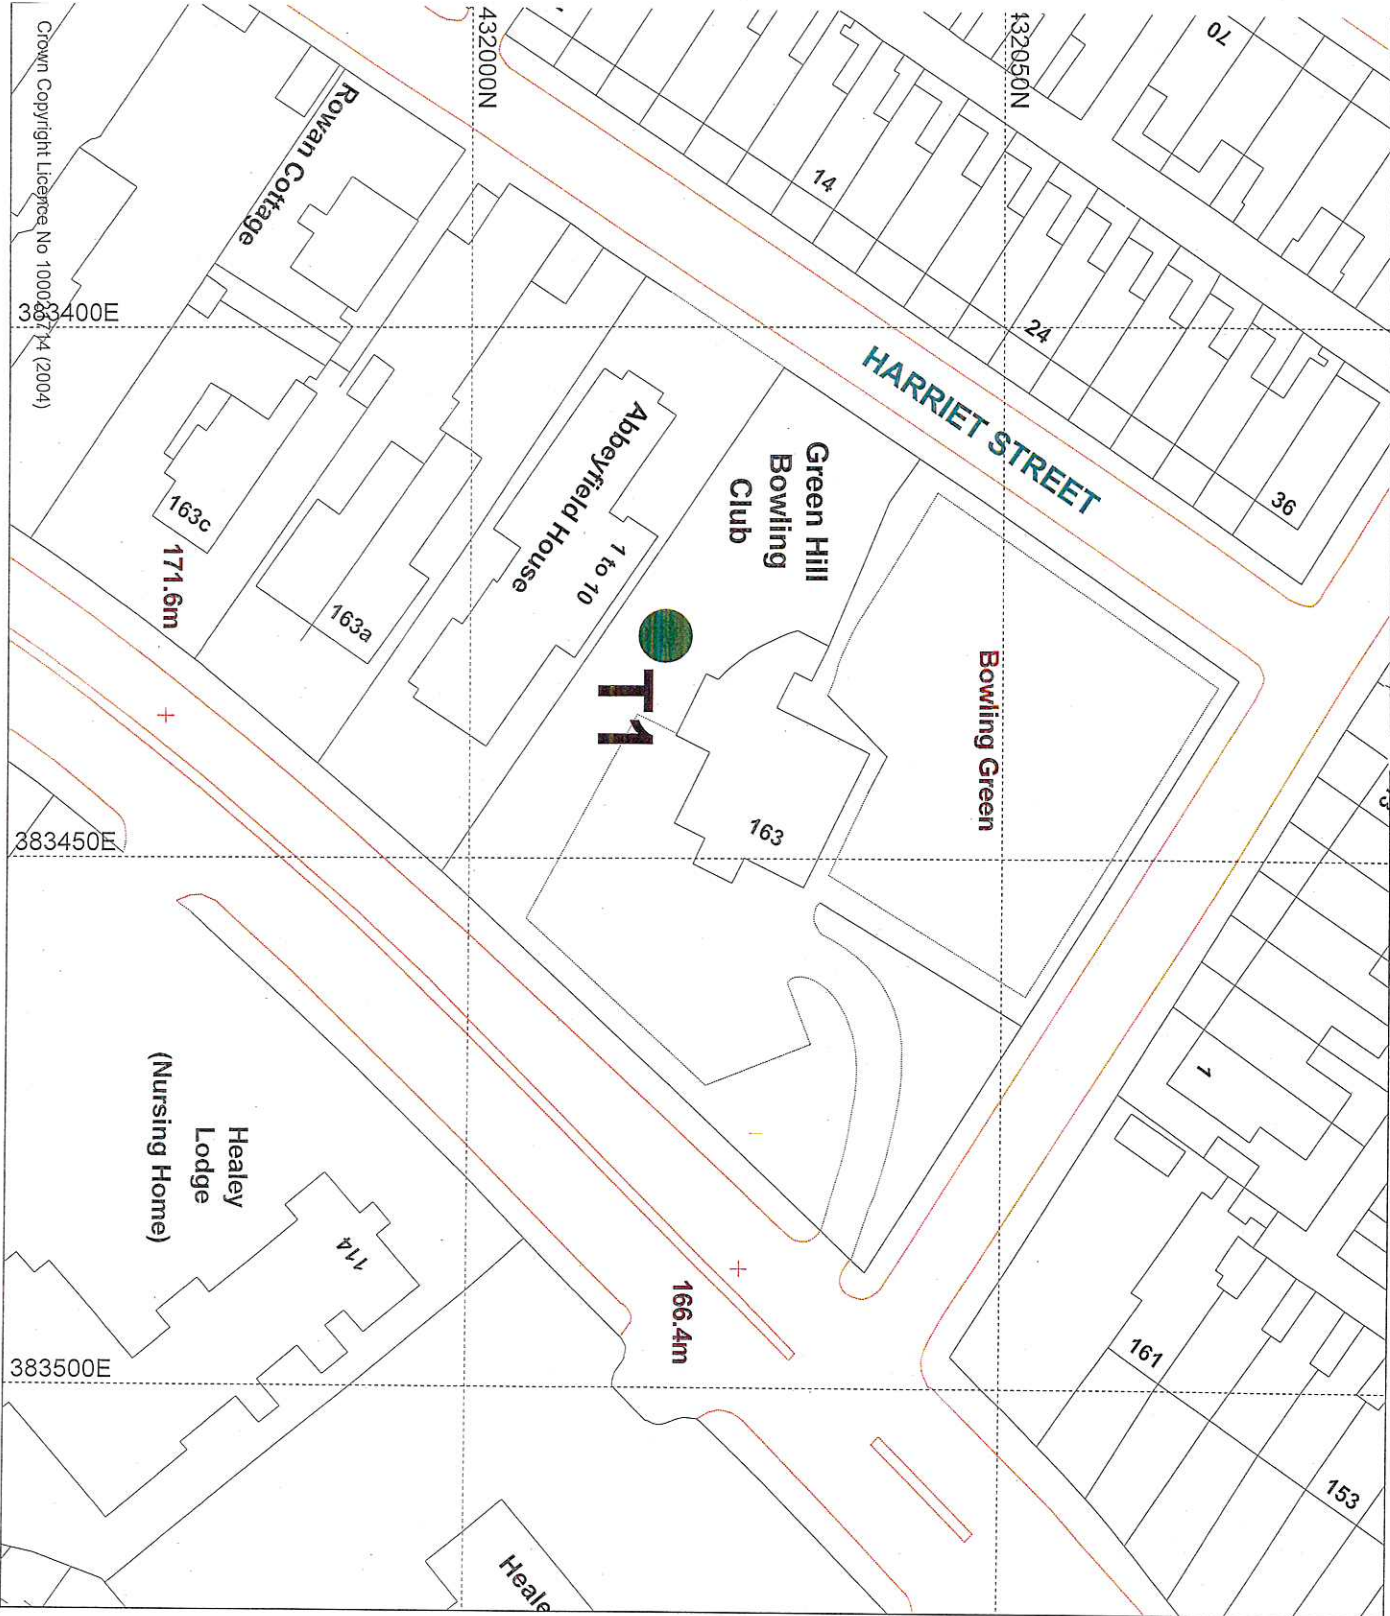 432000N
432050N
70
14
24
36
Rowan Cottage
383400E
HARRIET STREET
Green Hill
Bowling
Club
Abbeyfield House
1 to 10
163c
171.6m
163a
T1
Bowling Green
163
383450E
1
Healey
Lodge
(Nursing Home)
114
166.4m
161
153
383500E
Crown Copyright Licence No 100023714 (2004)